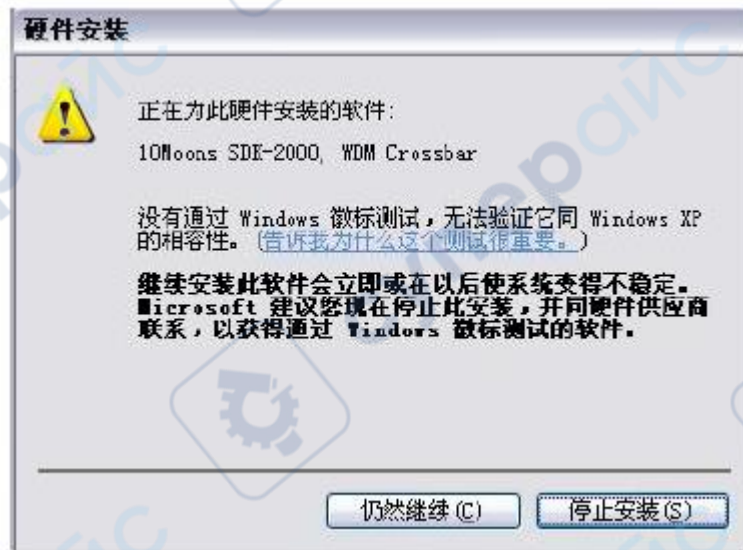 硬件安装
正在为此硬件安装的软件:
10Moons SDK-2000, WDM Crossbar
没有通过 Windows 徽标测试，无法验证它同 Windows XP
的相容性。(告诉我为什么这个测试很重要。)
继续安装此软件会立即或在以后使系统变得不稳定。
Microsoft 建议您现在停止此安装，并同硬件供应商
联系，以获得通过 Windows 徽标测试的软件。
仍然继续(C) 停止安装(S)